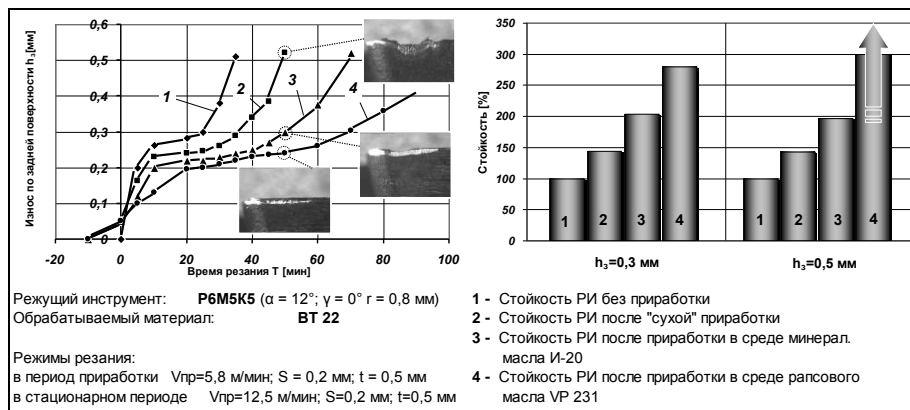 Износ по задней поверхности h₃[мм]
0,6
0,5
0,4
0,3
0,2
0,1
0
-20 0 20 40 60 80 100
Время резания T [мин]
1
2
3
4
Стойкость [%]
350
300
250
200
150
100
50
0
1 2 3 4
1 2 3 4
h₃=0,3 мм
h₃=0,5 мм
Режущий инструмент: Р6М5К5 (α = 12°; γ = 0° r = 0,8 мм)
Обрабатываемый материал: ВТ 22
Режимы резания:
в период приработки Vпр=5,8 м/мин; S = 0,2 мм; t = 0,5 мм
в стационарном периоде Vпр=12,5 м/мин; S=0,2 мм; t=0,5 мм
1 - Стойкость РИ без приработки
2 - Стойкость РИ после "сухой" приработки
3 - Стойкость РИ после приработки в среде минерал.
масла И-20
4 - Стойкость РИ после приработки в среде рапсового
масла VP 231